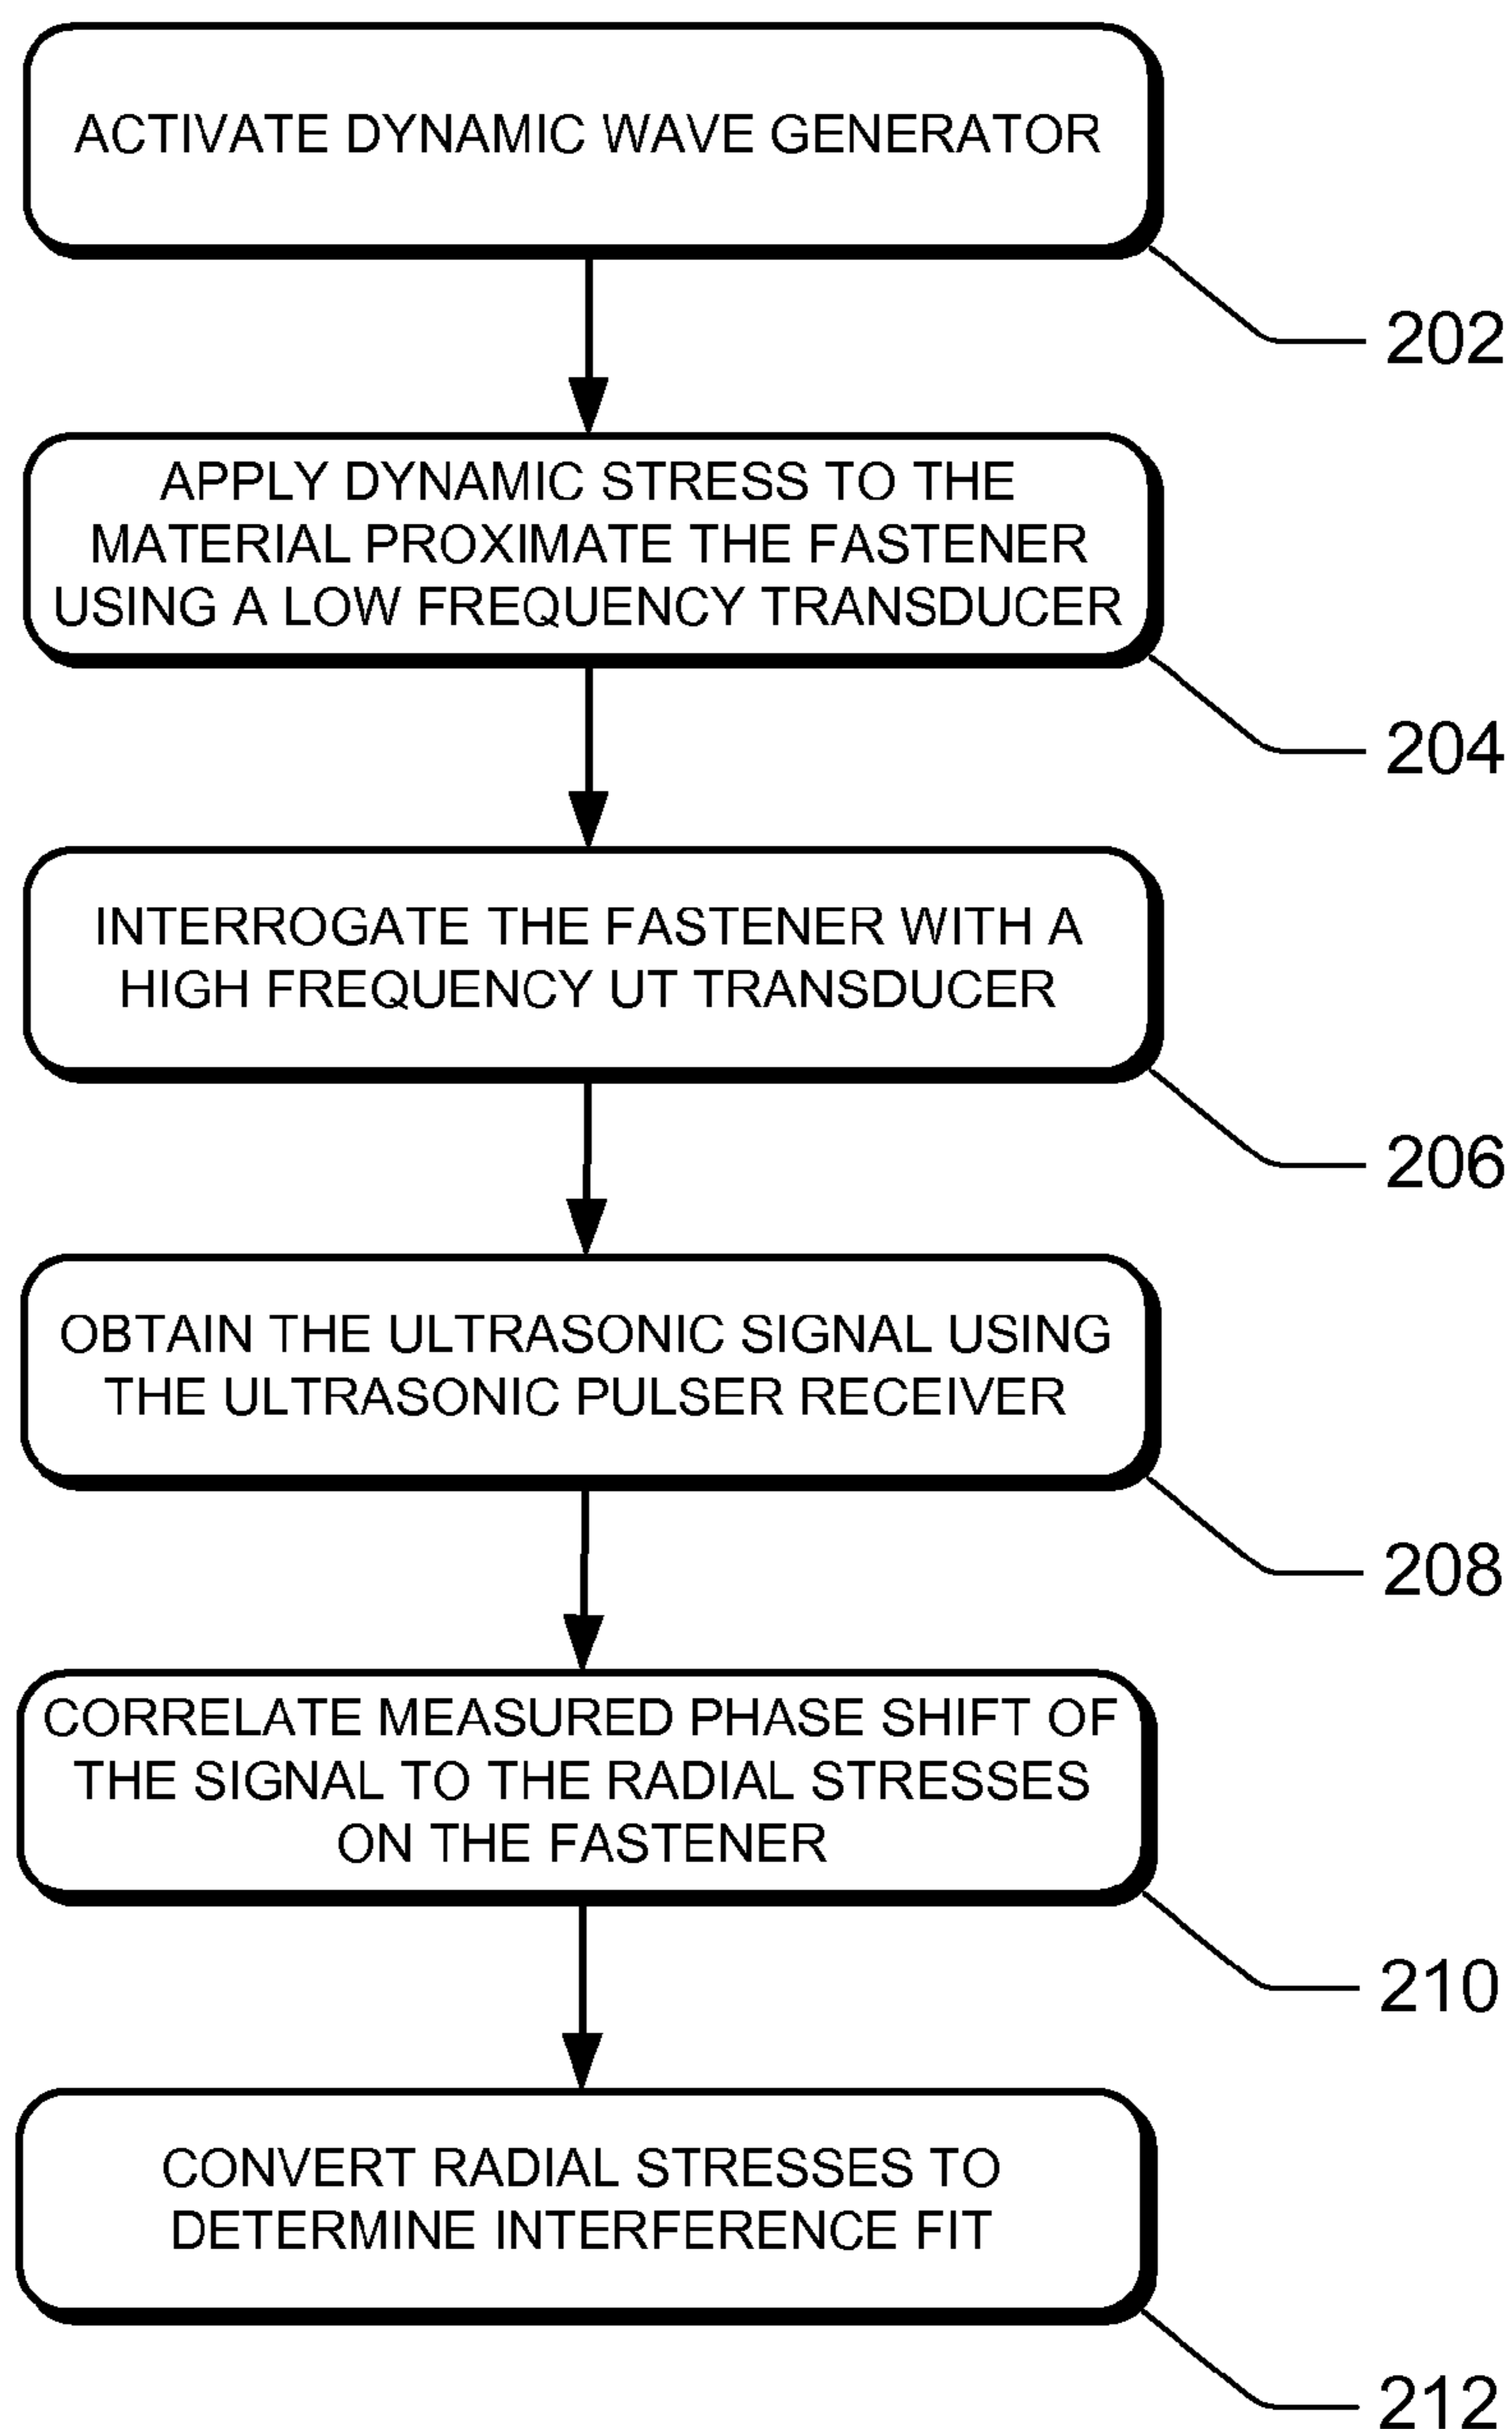 ACTIVATE DYNAMIC WAVE GENERATOR
202
APPLY DYNAMIC STRESS TO THE
MATERIAL PROXIMATE THE FASTENER
USING A LOW FREQUENCY TRANSDUCER
204
INTERROGATE THE FASTENER WITH A
HIGH FREQUENCY UT TRANSDUCER
206
OBTAIN THE ULTRASONIC SIGNAL USING
THE ULTRASONIC PULSER RECEIVER
208
CORRELATE MEASURED PHASE SHIFT OF
THE SIGNAL TO THE RADIAL STRESSES
ON THE FASTENER
210
CONVERT RADIAL STRESSES TO
DETERMINE INTERFERENCE FIT
212